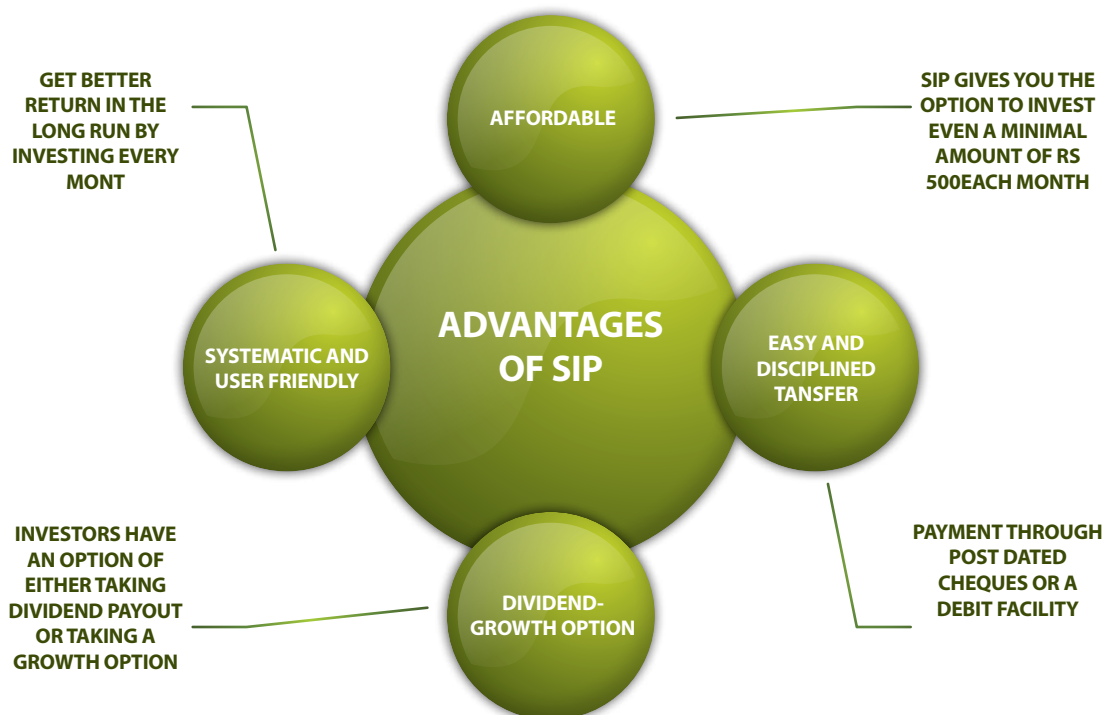 AFFORDABLE
GET BETTER
RETURN IN THE
LONG RUN BY
INVESTING EVERY
MONT
SIP GIVES YOU THE
OPTION TO INVEST
EVEN A MINIMAL
AMOUNT OF RS
500EACH MONTH
ADVANTAGES
OF SIP
SYSTEMATIC AND
USER FRIENDLY
EASY AND
DISCIPLINED
TANSFER
INVESTORS HAVE
AN OPTION OF
EITHER TAKING
DIVIDEND PAYOUT
OR TAKING A
GROWTH OPTION
DIVIDEND-
GROWTH OPTION
PAYMENT THROUGH
POST DATED
CHEQUES OR A
DEBIT FACILITY